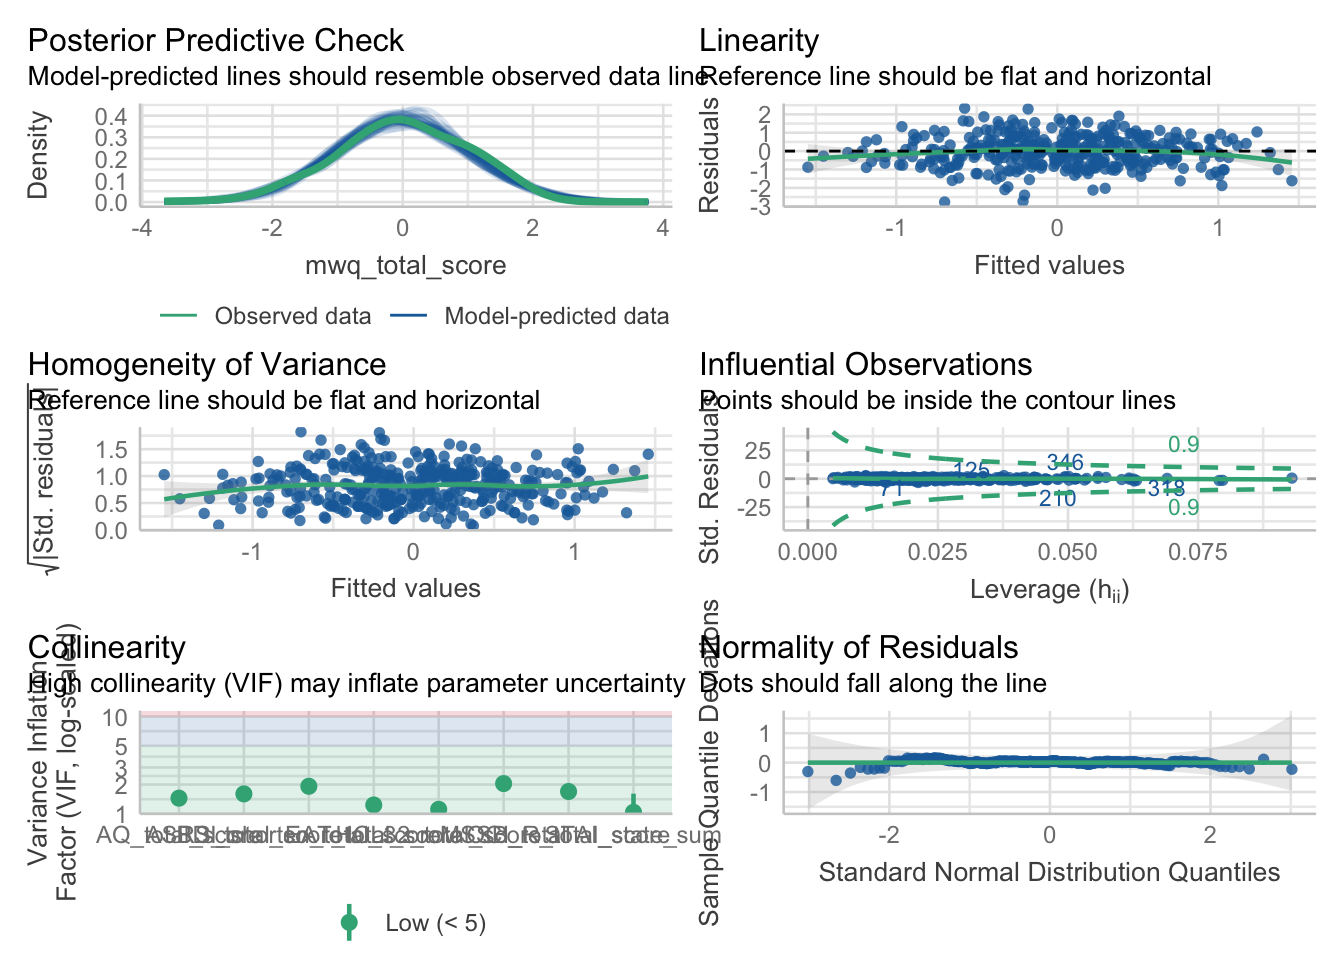 Posterior Predictive Check
Model-predicted lines should resemble observed data line
Density
0.4
0.3
0.2
0.1
0.0
-4 -2 0 2 4
mwq_total_score
Observed data Model-predicted data
Linearity
Reference line should be flat and horizontal
Residuals
2
1
0
-1
-2
-3
-1 0 1
Fitted values
Homogeneity of Variance
Reference line should be flat and horizontal
√|Std. residuals|
1.5
1.0
0.5
0.0
-1 0 1
Fitted values
Influential Observations
Points should be inside the contour lines
Std. Residuals
25
0
-25
0.9
346
125
71
318
210
0.9
0.000 0.025 0.050 0.075
Leverage (hii)
Collinearity
High collinearity (VIF) may inflate parameter uncertainty
Variance Inflation
Factor (VIF, log-scaled)
10
5
3
2
1
Low (< 5)
Normality of Residuals
Dots should fall along the line
Sample Quantile Deviations
1
0
-1
-2 0 2
Standard Normal Distribution Quantiles